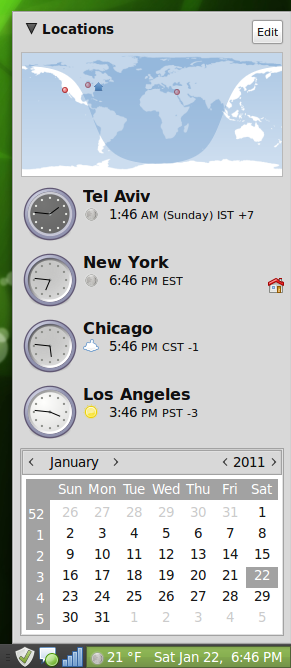 Locations Edit
Tel Aviv
1:46 AM (Sunday) IST +7
New York
6:46 PM EST
Chicago
5:46 PM CST -1
Los Angeles
3:46 PM PST -3
‹ January › ‹ 2011 ›
Sun Mon Tue Wed Thu Fri Sat
52 26 27 28 29 30 31 1
1 2 3 4 5 6 7 8
2 9 10 11 12 13 14 15
3 16 17 18 19 20 21 22
4 23 24 25 26 27 28 29
5 30 31 1 2 3 4 5
21 °F Sat Jan 22, 6:46 PM